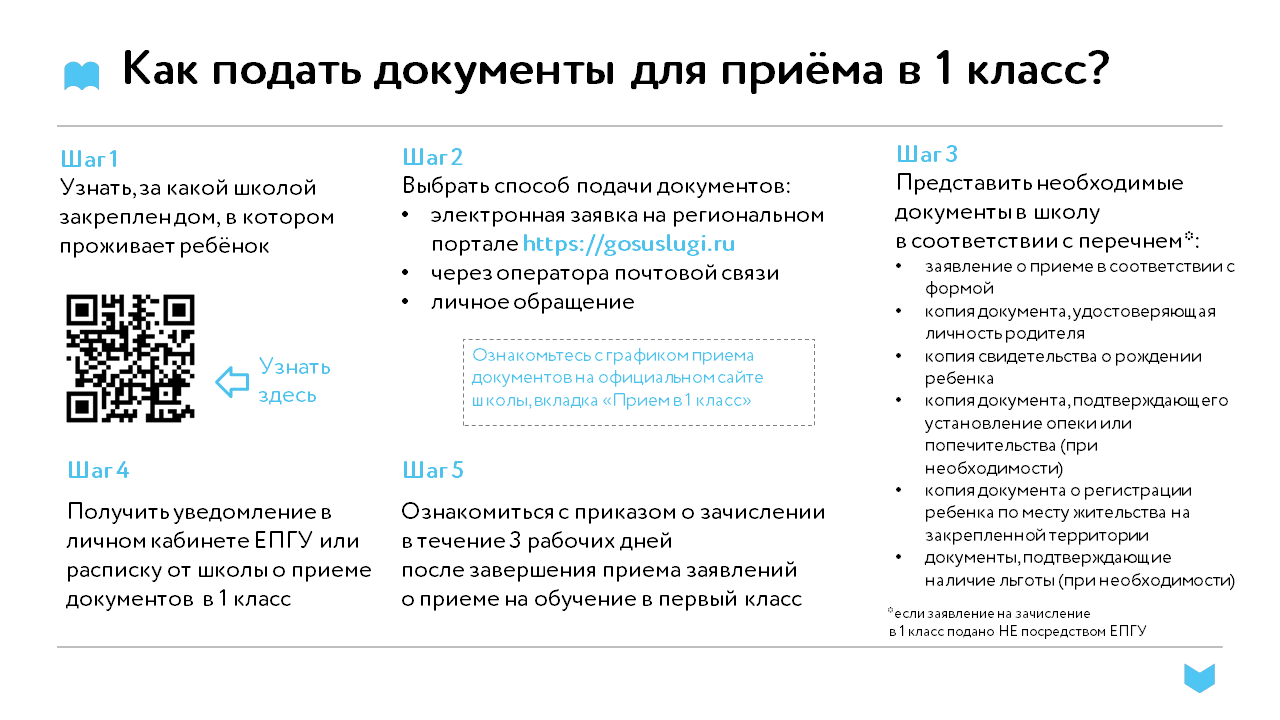 Как подать документы для приёма в 1 класс?
Шаг 1
Узнать, за какой школой
закреплен дом, в котором
проживает ребёнок
Узнать
здесь
Шаг 2
Выбрать способ подачи документов:
• электронная заявка на региональном
портале https://gosuslugi.ru
• через оператора почтовой связи
• личное обращение
Ознакомьтесь с графиком приема
документов на официальном сайте
школы, вкладка «Прием в 1 класс»
Шаг 3
Представить необходимые
документы в школу
в соответствии с перечнем*:
• заявление о приеме в соответствии с
формой
• копия документа, удостоверяющая
личность родителя
• копия свидетельства о рождении
ребенка
• копия документа, подтверждающего
установление опеки или
попечительства (при
необходимости)
• копия документа о регистрации
ребенка по месту жительства на
закрепленной территории
• документы, подтверждающие
наличие льготы (при необходимости)
*если заявление на зачисление
в 1 класс подано НЕ посредством ЕПГУ
Шаг 4
Получить уведомление в
личном кабинете ЕПГУ или
расписку от школы о приеме
документов в 1 класс
Шаг 5
Ознакомиться с приказом о зачислении
в течение 3 рабочих дней
после завершения приема заявлений
о приеме на обучение в первый класс